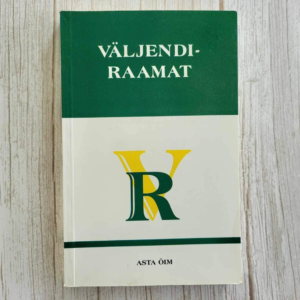 VÄLJENDI-
RAAMAT
VR
ASTA ÕIM